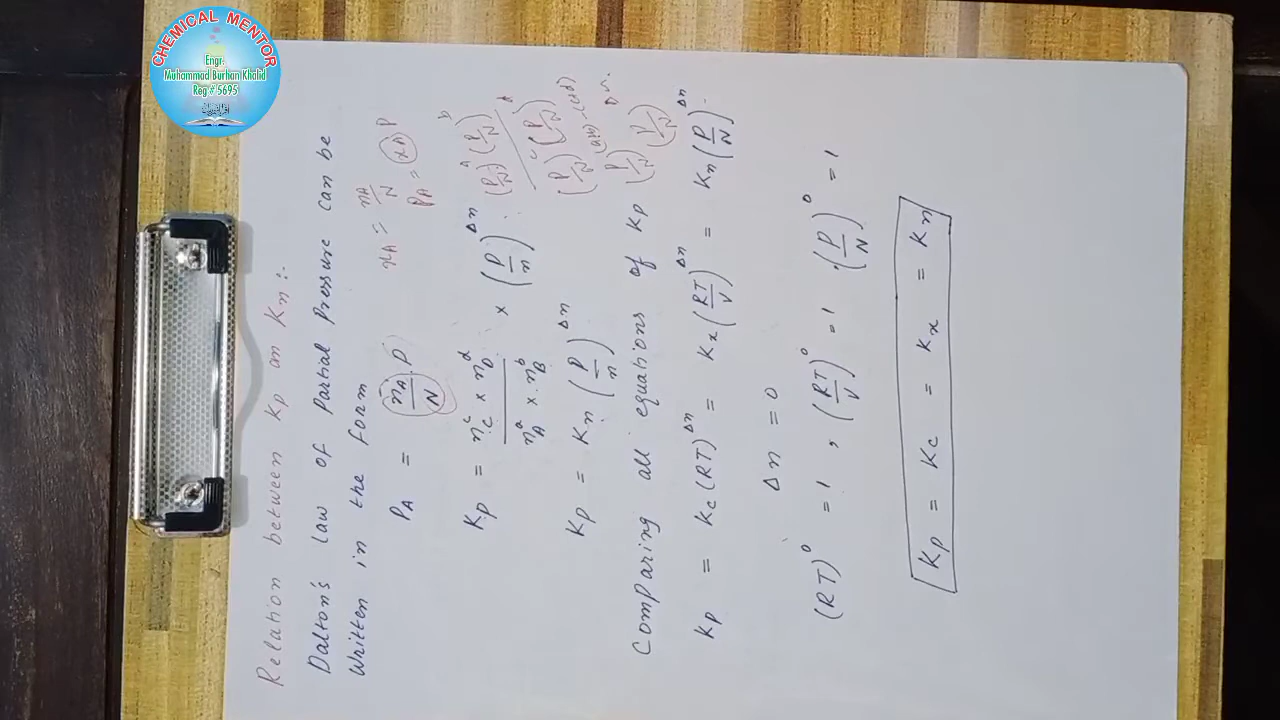 CHEMICAL MENTOR
Engr:
Muhammad Burhan Khalid
Reg # 5695
Relation between Kp an Kn:-
Dalton's law of Partial Pressure can be
Written in the form
PA = nA/N . P
xA = nA/N
PA = xA P
Kp = nC^c × nD^d / nA^a × nB^b × (P/n)^Δn .
(P/N)^a (P/N)^b
(P/N)^c (P/N)^d
(P/N)^(a+b)-(c+d)
(P/N)^Δn
(P/N)^Δn
Kp = Kn (P/n)^Δn
Comparing all equations of Kp
Kp = Kc (RT)^Δn = Kx (RT/V)^Δn = Kn (P/N)^Δn .
Δn = 0
(RT)^0 = 1 , (RT/V)^0 = 1 . (P/N)^0 = 1
Kp = Kc = Kx = Kn